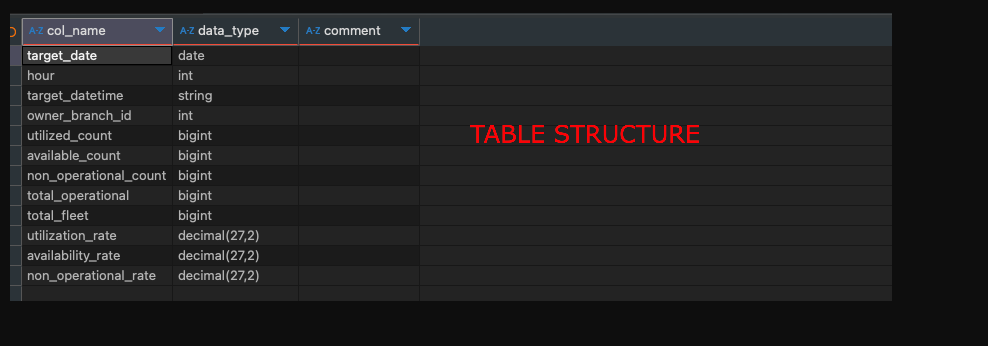 A-Z col_name A-Z data_type A-Z comment
target_date date
hour int
target_datetime string
owner_branch_id int
utilized_count bigint
TABLE STRUCTURE
available_count bigint
non_operational_count bigint
total_operational bigint
total_fleet bigint
utilization_rate decimal(27,2)
availability_rate decimal(27,2)
non_operational_rate decimal(27,2)